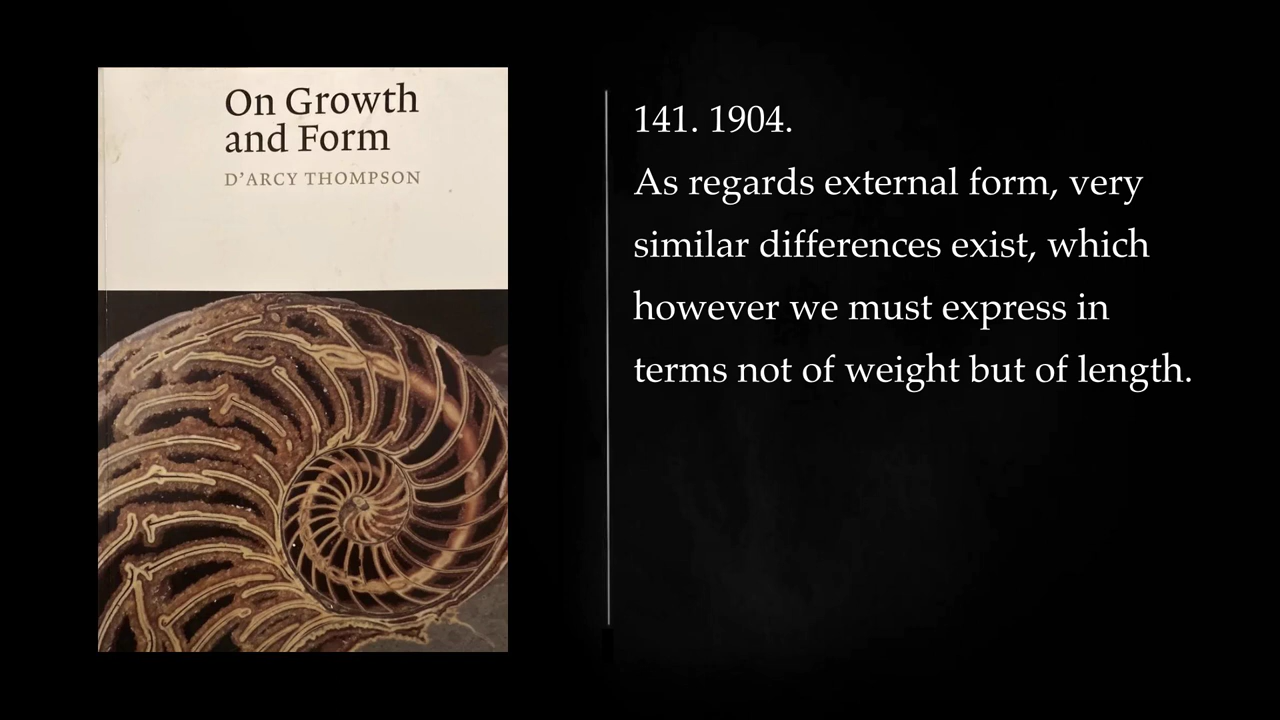 On Growth
and Form
D'ARCY THOMPSON
141. 1904.
As regards external form, very
similar differences exist, which
however we must express in
terms not of weight but of length.